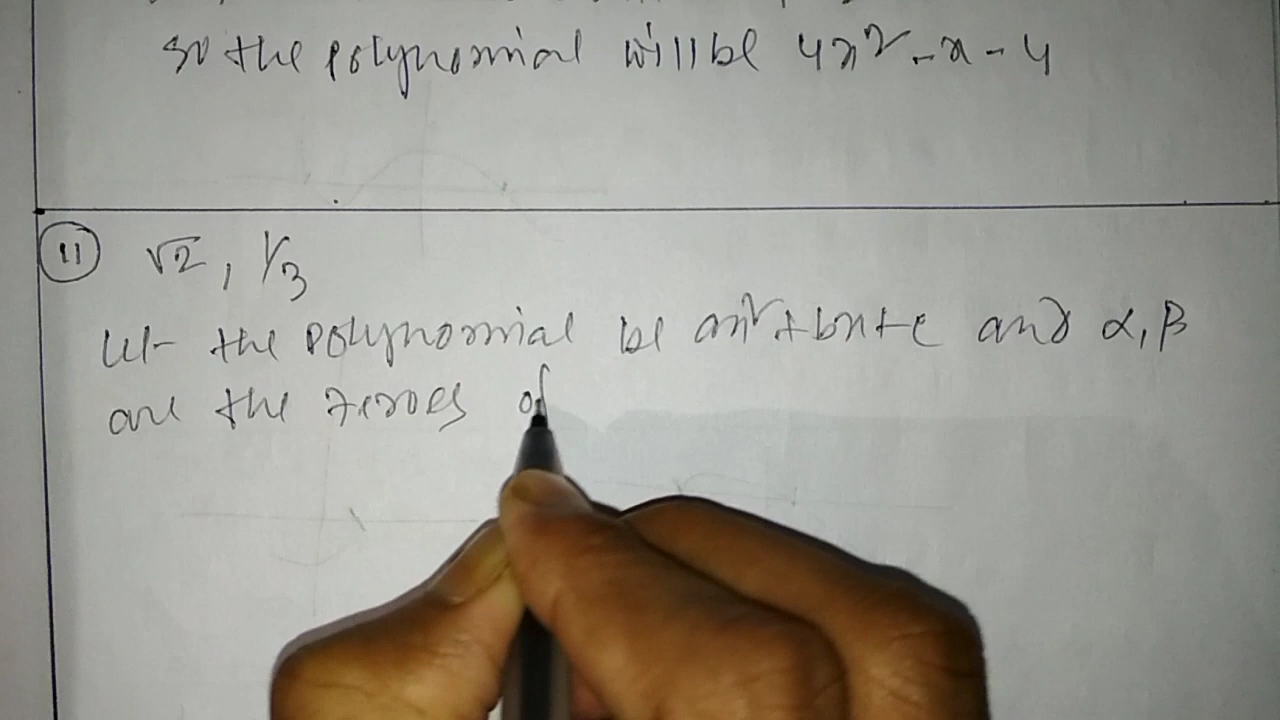 so the polynomial will be 4x² - x - 4
(ii) √2, 1/3
Let the polynomial be ax²+bx+c and α, β
are the zeroes of